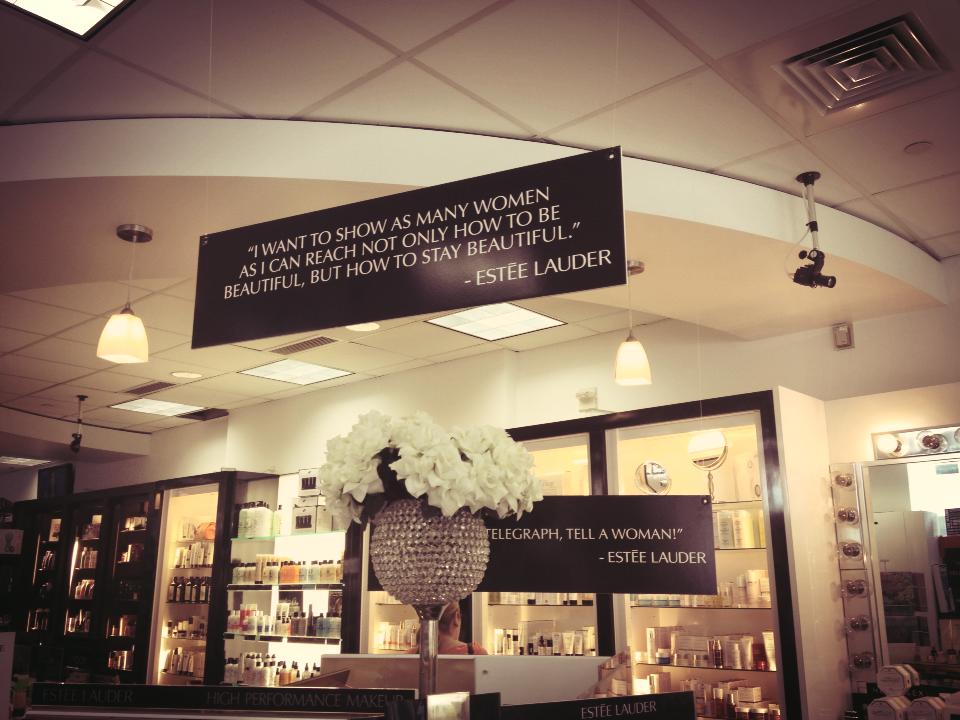 “I WANT TO SHOW AS MANY WOMEN
AS I CAN REACH NOT ONLY HOW TO BE
BEAUTIFUL, BUT HOW TO STAY BEAUTIFUL.”
- ESTĒE LAUDER
TELEGRAPH, TELL A WOMAN!”
- ESTĒE LAUDER
ESTĒE LAUDER
HIGH PERFORMANCE MAKEUP
ESTĒE LAUDER